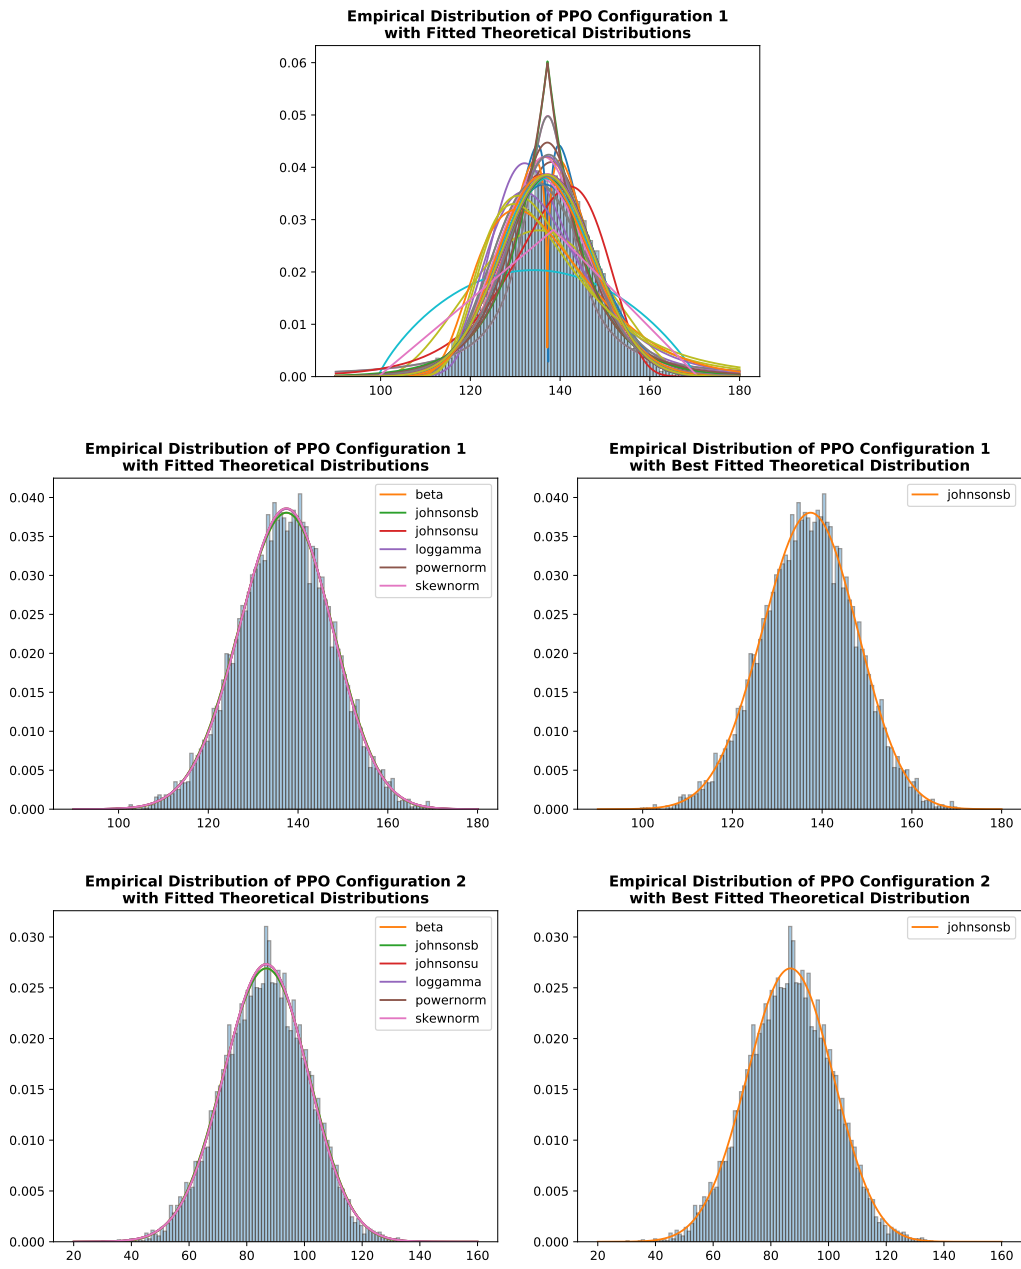 Empirical Distribution of PPO Configuration 1
with Fitted Theoretical Distributions
0.06
0.05
0.04
0.03
0.02
0.01
0.00
100 120 140 160 180
Empirical Distribution of PPO Configuration 1
with Fitted Theoretical Distributions
0.040
0.035
0.030
0.025
0.020
0.015
0.010
0.005
0.000
100 120 140 160 180
beta
johnsonsb
johnsonsu
loggamma
powernorm
skewnorm
Empirical Distribution of PPO Configuration 1
with Best Fitted Theoretical Distribution
0.040
0.035
0.030
0.025
0.020
0.015
0.010
0.005
0.000
100 120 140 160 180
johnsonsb
Empirical Distribution of PPO Configuration 2
with Fitted Theoretical Distributions
0.030
0.025
0.020
0.015
0.010
0.005
0.000
20 40 60 80 100 120 140 160
beta
johnsonsb
johnsonsu
loggamma
powernorm
skewnorm
Empirical Distribution of PPO Configuration 2
with Best Fitted Theoretical Distribution
0.030
0.025
0.020
0.015
0.010
0.005
0.000
20 40 60 80 100 120 140 160
johnsonsb